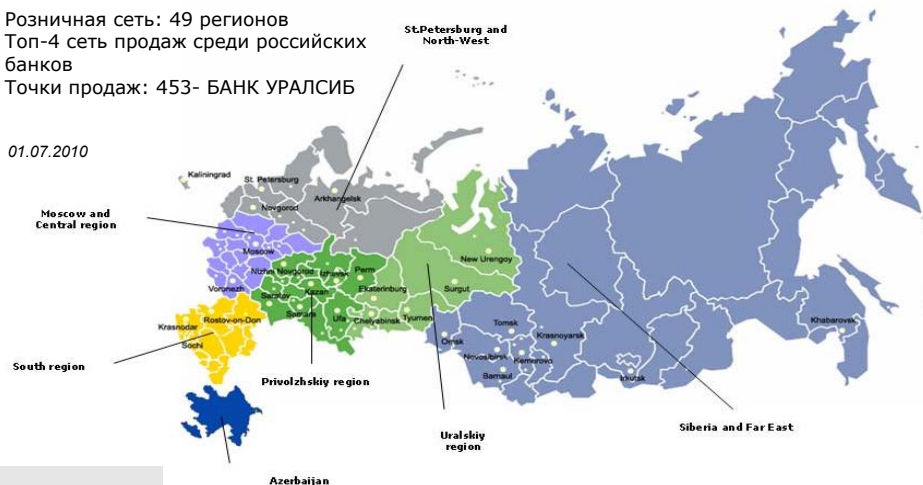 Розничная сеть: 49 регионов
Топ-4 сеть продаж среди российских
банков
Точки продаж: 453- БАНК УРАЛСИБ
01.07.2010
St.Petersburg and
North-West
Kaliningrad
St. Petersburg
Arkhangelsk
Novgorod
Moscow and
Central region
Moscow
Nizhni Novgorod
Izhevsk
Perm
New Urengoy
Voronezh
Saratov
Kazan
Ekaterinburg
Surgut
Samara
Ufa
Chelyabinsk
Tyumen
Krasnodar
Rostov-on-Don
Sochi
Omsk
Tomsk
Krasnoyarsk
Khabarovsk
Novosibirsk
Kemerovo
Barnaul
Irkutsk
South region
Privolzhskiy region
Uralskiy
region
Siberia and Far East
Azerbaijan